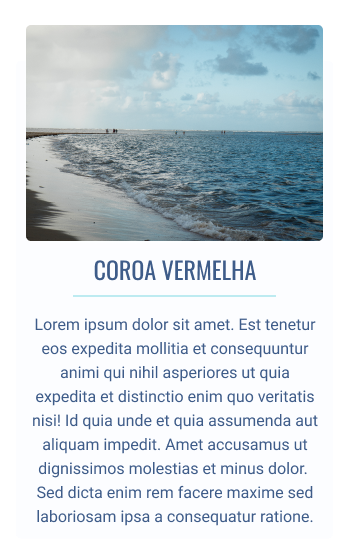 COROA VERMELHA
Lorem ipsum dolor sit amet. Est tenetur
eos expedita mollitia et consequuntur
animi qui nihil asperiores ut quia
expedita et distinctio enim quo veritatis
nisi! Id quia unde et quia assumenda aut
aliquam impedit. Amet accusamus ut
dignissimos molestias et minus dolor.
Sed dicta enim rem facere maxime sed
laboriosam ipsa a consequatur ratione.